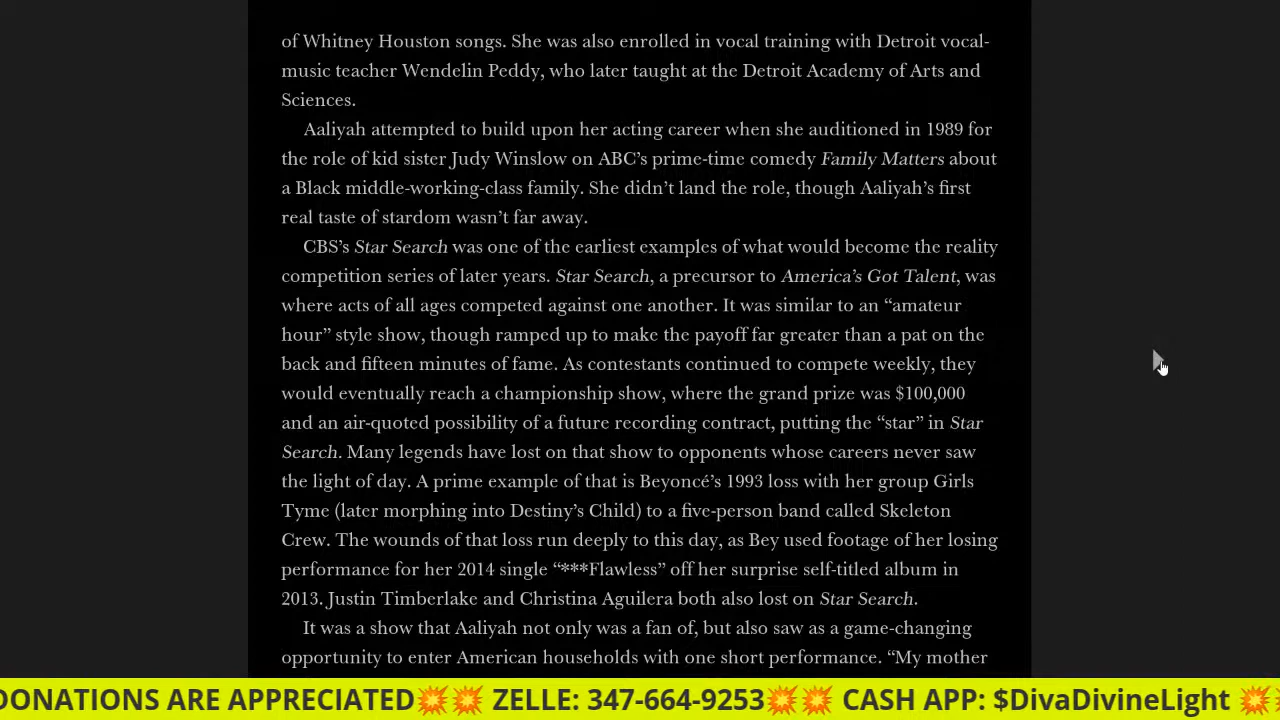 of Whitney Houston songs. She was also enrolled in vocal training with Detroit vocal-
music teacher Wendelin Peddy, who later taught at the Detroit Academy of Arts and
Sciences.
Aaliyah attempted to build upon her acting career when she auditioned in 1989 for
the role of kid sister Judy Winslow on ABC’s prime-time comedy Family Matters about
a Black middle-working-class family. She didn’t land the role, though Aaliyah’s first
real taste of stardom wasn’t far away.
CBS’s Star Search was one of the earliest examples of what would become the reality
competition series of later years. Star Search, a precursor to America’s Got Talent, was
where acts of all ages competed against one another. It was similar to an “amateur
hour” style show, though ramped up to make the payoff far greater than a pat on the
back and fifteen minutes of fame. As contestants continued to compete weekly, they
would eventually reach a championship show, where the grand prize was $100,000
and an air-quoted possibility of a future recording contract, putting the “star” in Star
Search. Many legends have lost on that show to opponents whose careers never saw
the light of day. A prime example of that is Beyoncé’s 1993 loss with her group Girls
Tyme (later morphing into Destiny’s Child) to a five-person band called Skeleton
Crew. The wounds of that loss run deeply to this day, as Bey used footage of her losing
performance for her 2014 single “***Flawless” off her surprise self-titled album in
2013. Justin Timberlake and Christina Aguilera both also lost on Star Search.
It was a show that Aaliyah not only was a fan of, but also saw as a game-changing
opportunity to enter American households with one short performance. “My mother
DONATIONS ARE APPRECIATED💥💥 ZELLE: 347-664-9253💥💥 CASH APP: $DivaDivineLight 💥